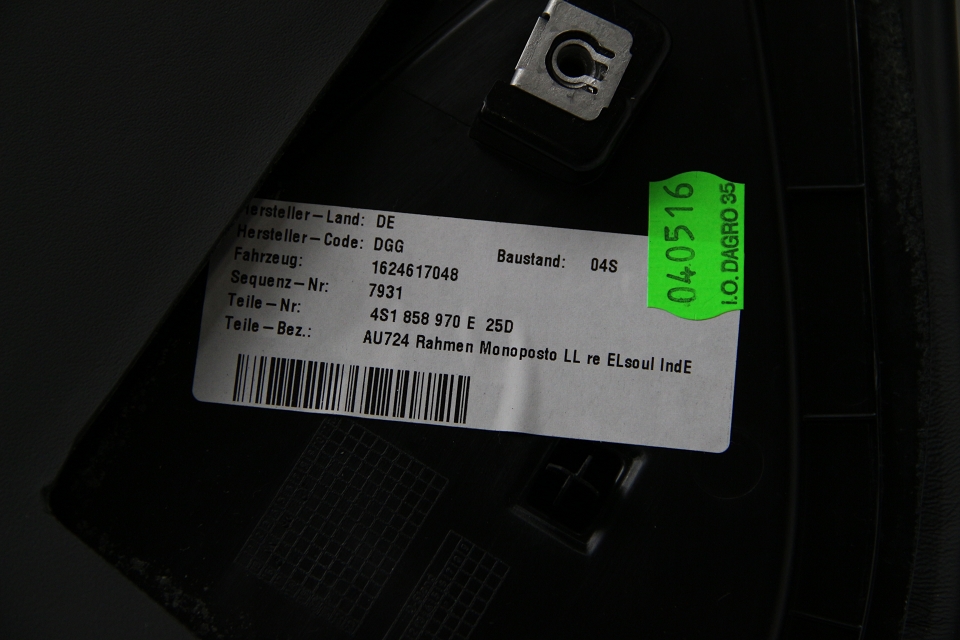 Hersteller-Land: DE
Hersteller-Code: DGG
Baustand: 04S
Fahrzeug: 1624617048
Sequenz-Nr: 7931
Teile-Nr: 4S1 858 970 E 25D
Teile-Bez.: AU724 Rahmen Monoposto LL re ELsoul IndE
040516
I.O. DAGRO 35